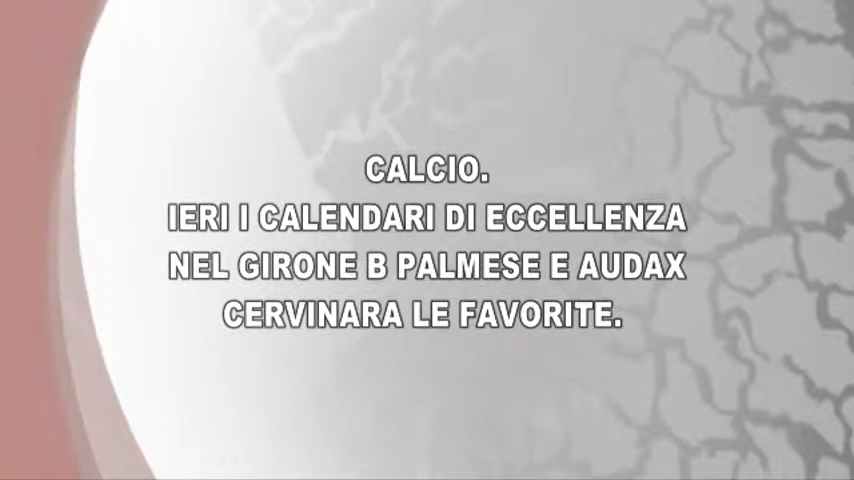 CALCIO.
IERI I CALENDARI DI ECCELLENZA
NEL GIRONE B PALMESE E AUDAX
CERVINARA LE FAVORITE.